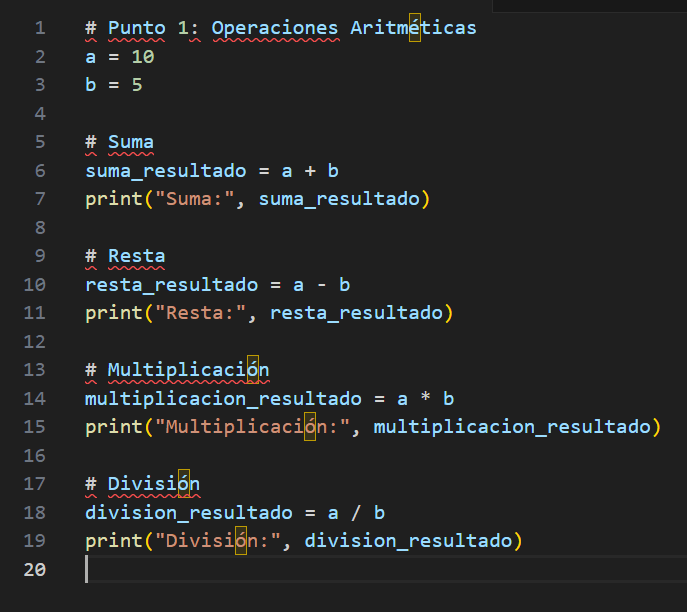 1 # Punto 1: Operaciones Aritméticas
2 a = 10
3 b = 5
4
5 # Suma
6 suma_resultado = a + b
7 print("Suma:", suma_resultado)
8
9 # Resta
10 resta_resultado = a - b
11 print("Resta:", resta_resultado)
12
13 # Multiplicación
14 multiplicacion_resultado = a * b
15 print("Multiplicación:", multiplicacion_resultado)
16
17 # División
18 division_resultado = a / b
19 print("División:", division_resultado)
20